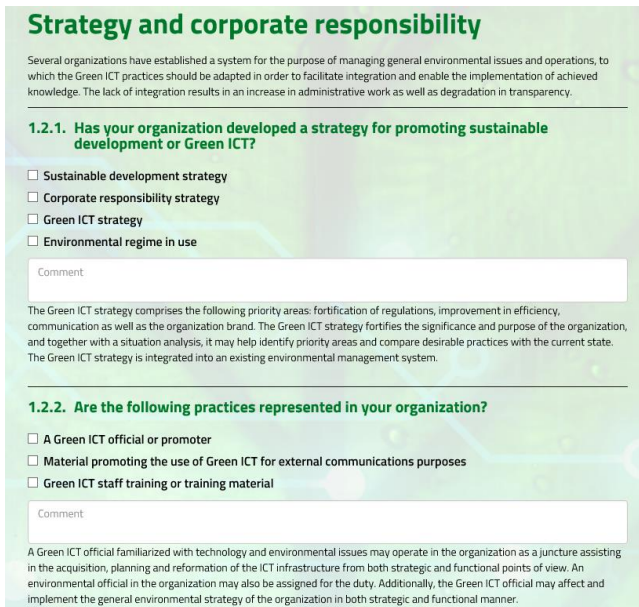 Strategy and corporate responsibility
Several organizations have established a system for the purpose of managing general environmental issues and operations, to
which the Green ICT practices should be adapted in order to facilitate integration and enable the implementation of achieved
knowledge. The lack of integration results in an increase in administrative work as well as degradation in transparency.
1.2.1. Has your organization developed a strategy for promoting sustainable
development or Green ICT?
Sustainable development strategy
Corporate responsibility strategy
Green ICT strategy
Environmental regime in use
Comment
The Green ICT strategy comprises the following priority areas: fortification of regulations, improvement in efficiency,
communication as well as the organization brand. The Green ICT strategy fortifies the significance and purpose of the organization,
and together with a situation analysis, it may help identify priority areas and compare desirable practices with the current state.
The Green ICT strategy is integrated into an existing environmental management system.
1.2.2. Are the following practices represented in your organization?
A Green ICT official or promoter
Material promoting the use of Green ICT for external communications purposes
Green ICT staff training or training material
Comment
A Green ICT official familiarized with technology and environmental issues may operate in the organization as a juncture assisting
in the acquisition, planning and reformation of the ICT infrastructure from both strategic and functional points of view. An
environmental official in the organization may also be assigned for the duty. Additionally, the Green ICT official may affect and
implement the general environmental strategy of the organization in both strategic and functional manner.